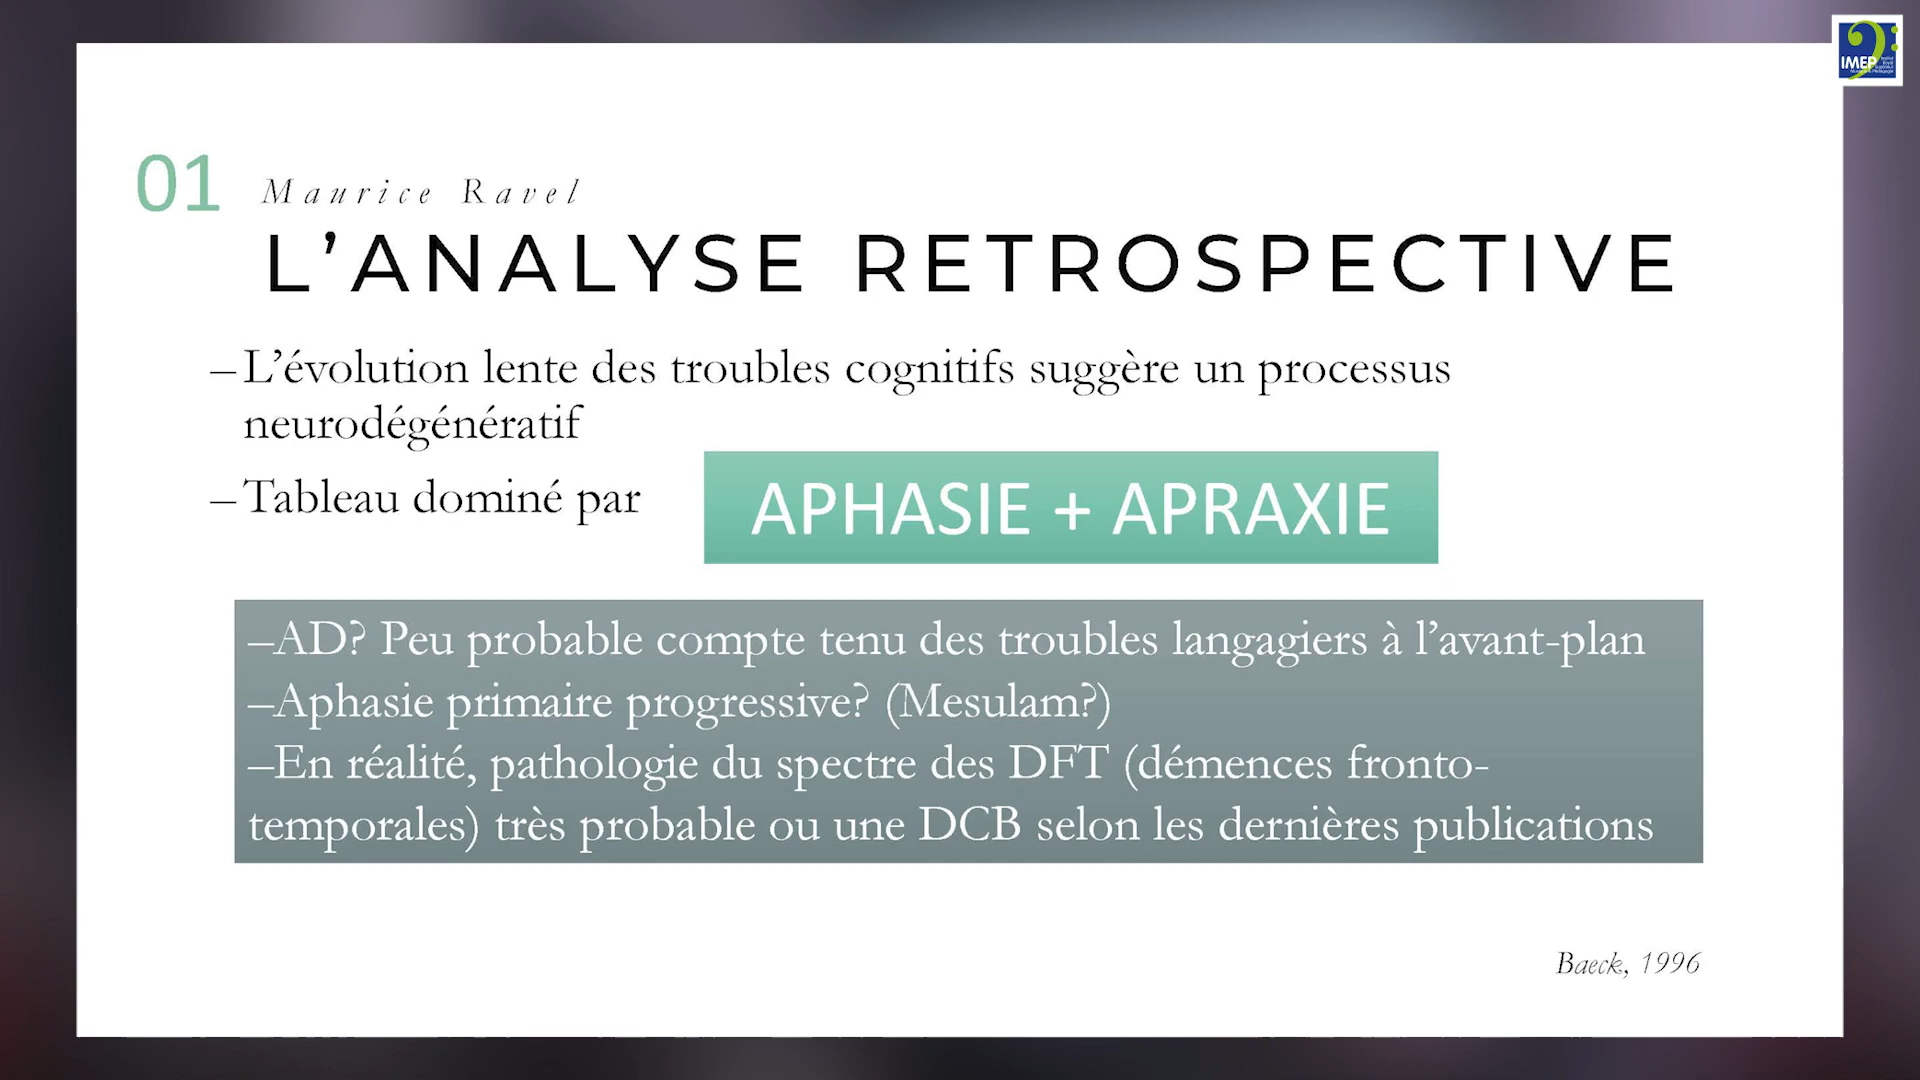 IMEP
01
Maurice Ravel
L’ANALYSE RETROSPECTIVE
–L’évolution lente des troubles cognitifs suggère un processus
neurodégénératif
–Tableau dominé par
APHASIE + APRAXIE
–AD? Peu probable compte tenu des troubles langagiers à l’avant-plan
–Aphasie primaire progressive? (Mesulam?)
–En réalité, pathologie du spectre des DFT (démences fronto-
temporales) très probable ou une DCB selon les dernières publications
Baeck, 1996